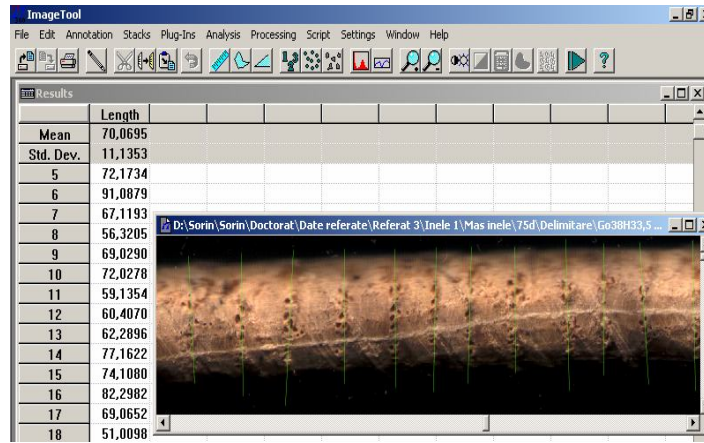 ImageTool
File Edit Annotation Stacks Plug-Ins Analysis Processing Script Settings Window Help
Results
Length
Mean 70,0695
Std. Dev. 11,1353
5 72,1734
6 91,0879
7 67,1193
D:\Sorin\Sorin\Doctorat\Date referate\Referat 3\Inele 1\Mas inele\75d\Delimitare\Go38H33,5 ...
8 56,3205
9 69,0290
10 72,0278
11 59,1354
12 60,4070
13 62,2896
14 77,1622
15 74,1080
16 82,2982
17 69,0652
18 51,0098